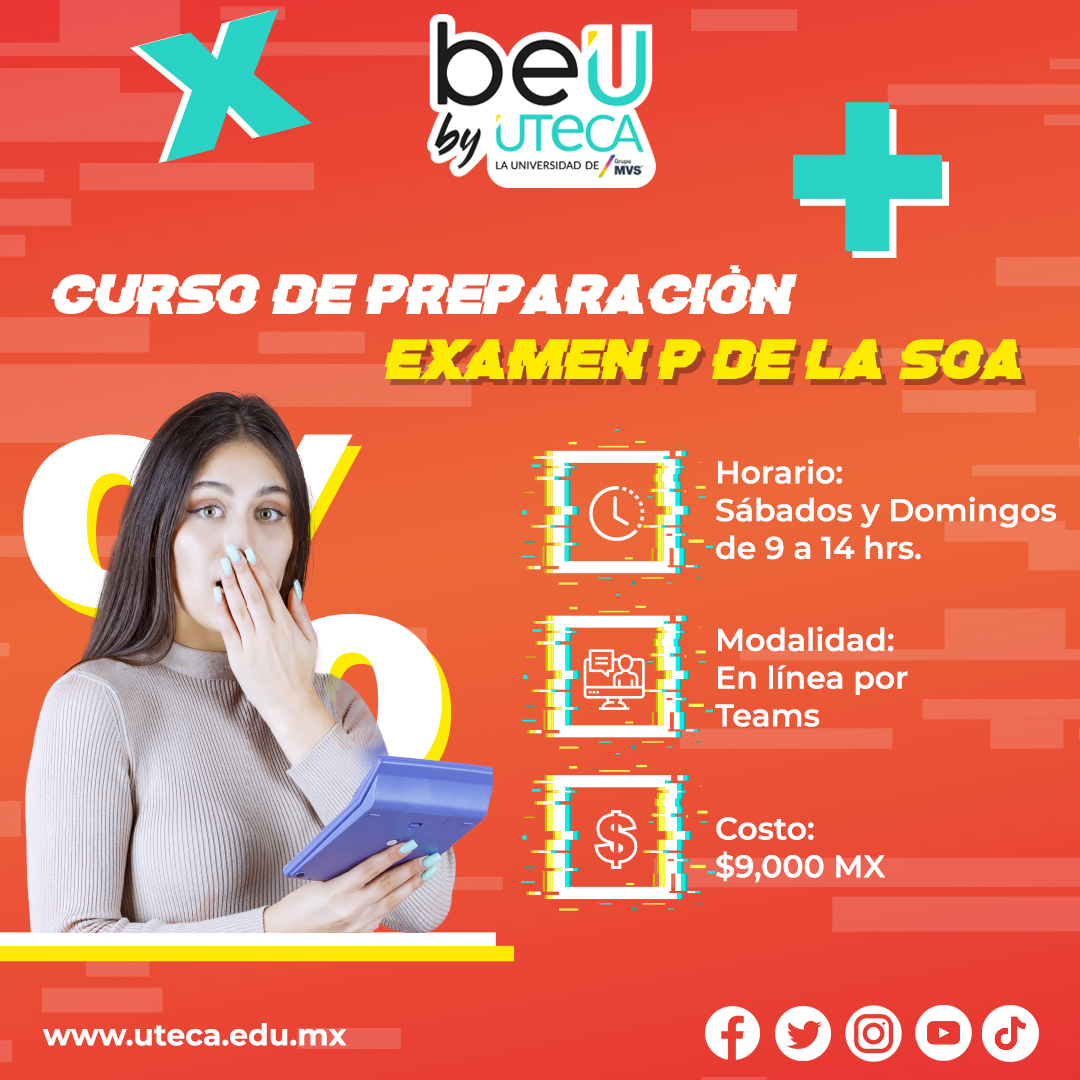 beU
by UTECA
LA UNIVERSIDAD DE Grupo MVS
CURSO DE PREPARACIÓN
EXAMEN P DE LA SOA
Horario:
Sábados y Domingos
de 9 a 14 hrs.
Modalidad:
En línea por
Teams
Costo:
$9,000 MX
www.uteca.edu.mx